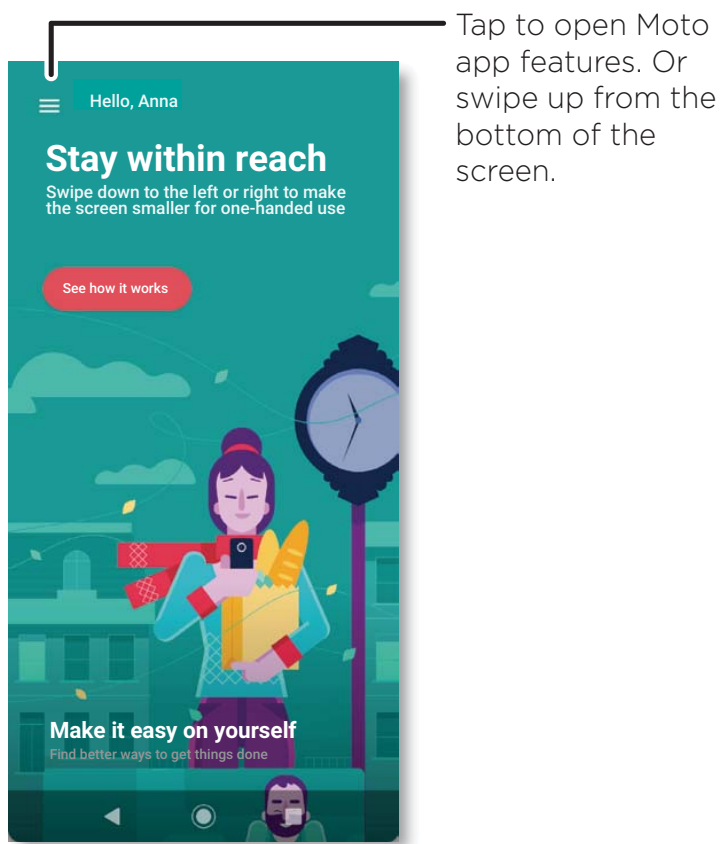 Tap to open Moto
app features. Or
swipe up from the
bottom of the
screen.
Hello, Anna
Stay within reach
Swipe down to the left or right to make
the screen smaller for one-handed use
See how it works
Make it easy on yourself
Find better ways to get things done